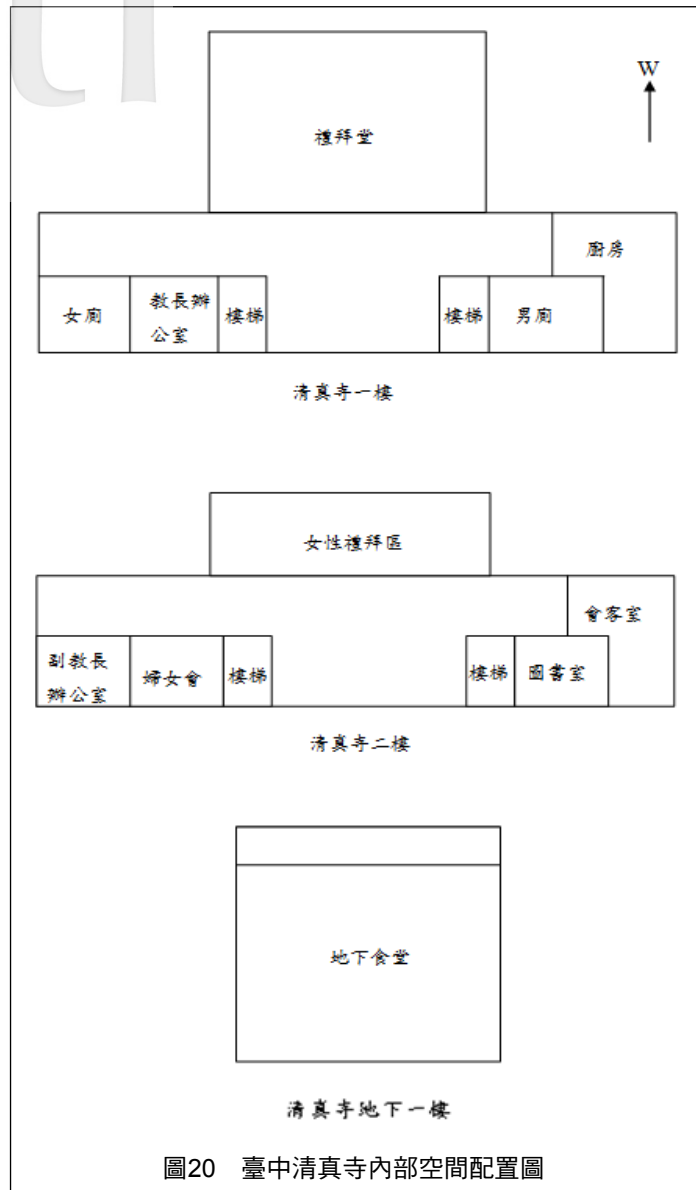 W
禮拜堂
廚房
女廁
教長辦
公室
樓梯
樓梯
男廁
清真寺一樓
女性禮拜區
會客室
副教長
辦公室
婦女會
樓梯
樓梯
圖書室
清真寺二樓
地下食堂
清真寺地下一樓
圖20 臺中清真寺內部空間配置圖